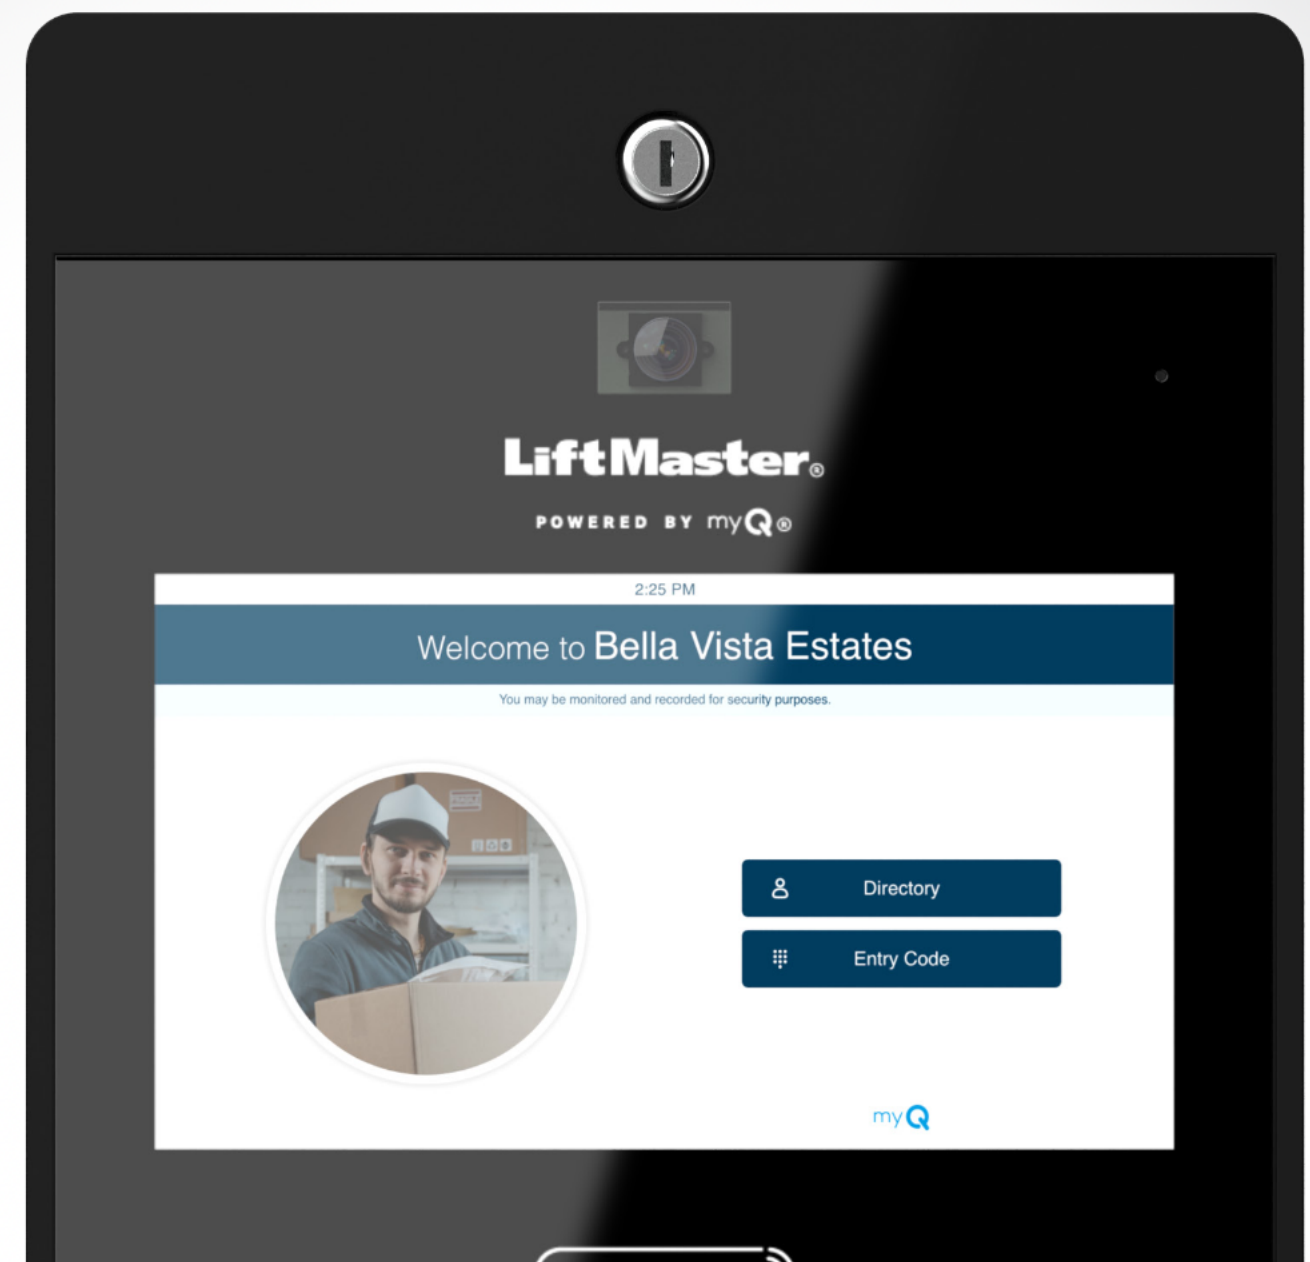 LiftMaster®
POWERED BY myQ®
2:25 PM
Welcome to Bella Vista Estates
You may be monitored and recorded for security purposes.
Directory
Entry Code
myQ